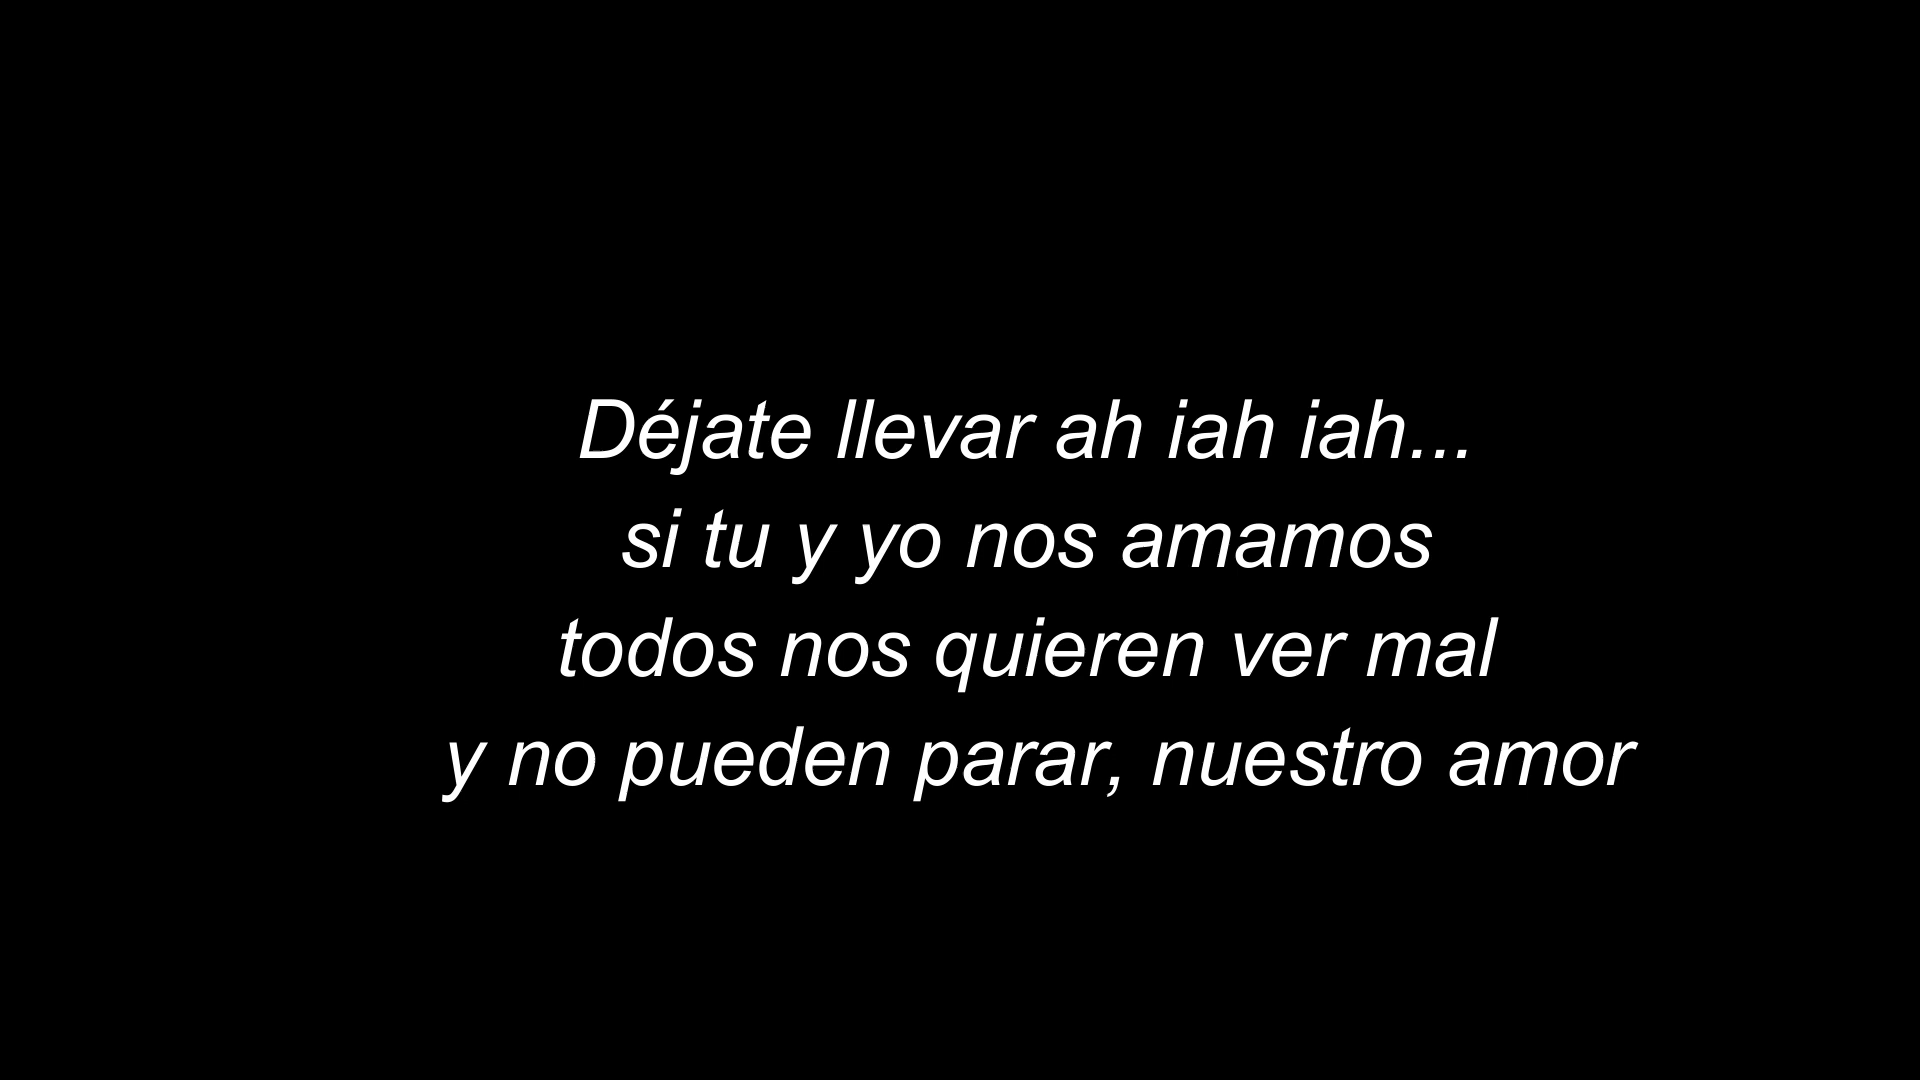 Déjate llevar ah iah iah...
si tu y yo nos amamos
todos nos quieren ver mal
y no pueden parar, nuestro amor